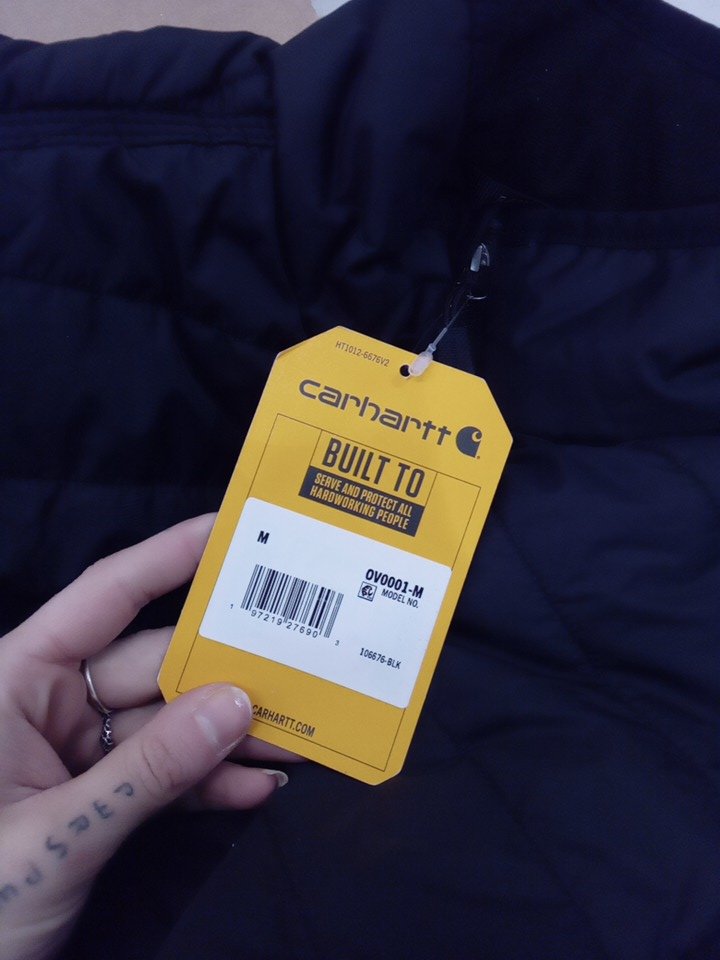 HT1012-6676V2
carhartt
BUILT TO
SERVE AND PROTECT ALL
HARDWORKING PEOPLE
M
OV0001-M
MODEL NO.
1 97219 27690 3
106676-BLK
CARHARTT.COM